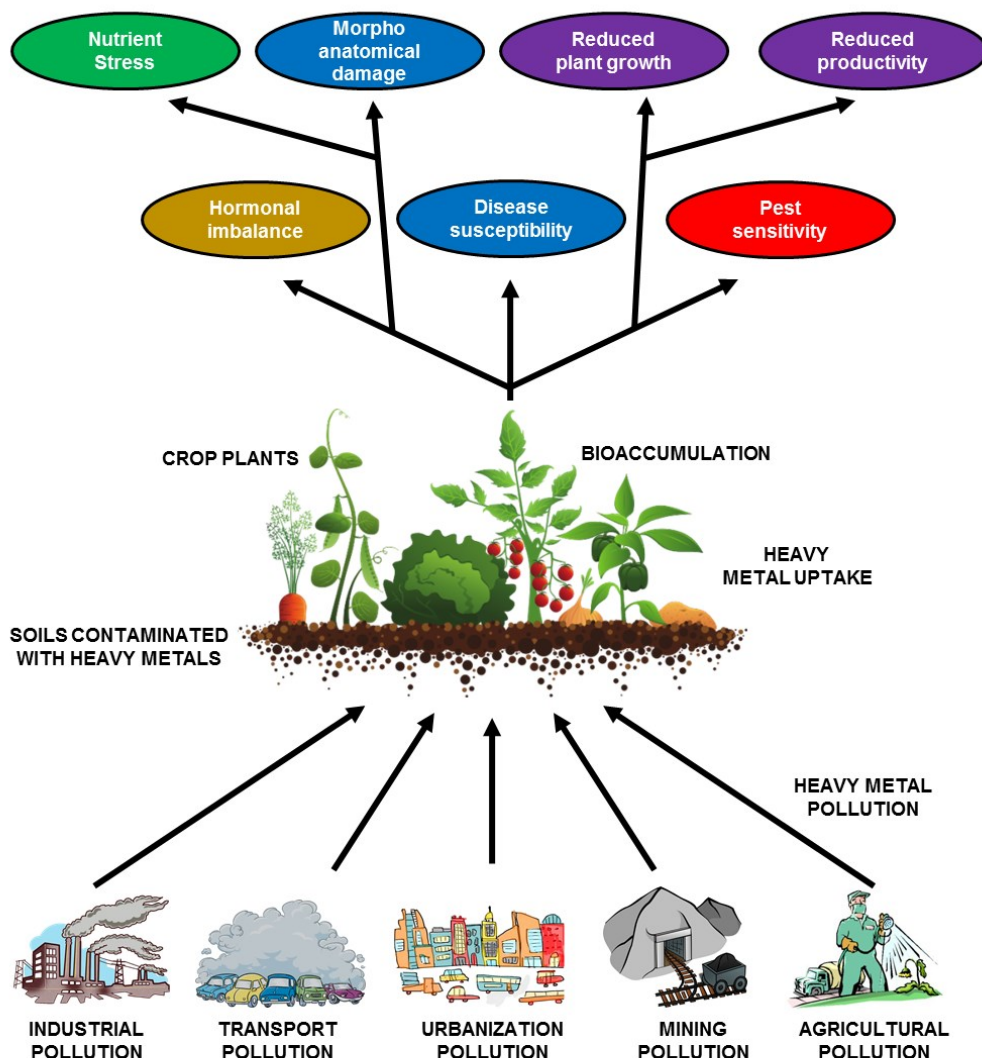 Nutrient
Stress
Morpho
anatomical
damage
Reduced
plant growth
Reduced
productivity
Hormonal
imbalance
Disease
susceptibility
Pest
sensitivity
CROP PLANTS
BIOACCUMULATION
HEAVY
METAL UPTAKE
SOILS CONTAMINATED
WITH HEAVY METALS
HEAVY METAL
POLLUTION
INDUSTRIAL
POLLUTION
TRANSPORT
POLLUTION
URBANIZATION
POLLUTION
MINING
POLLUTION
AGRICULTURAL
POLLUTION